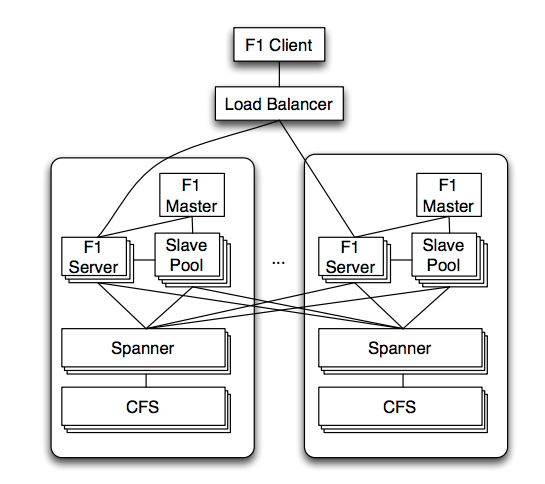 F1 Client
Load Balancer
F1
Master
F1
Server
Slave
Pool
Spanner
CFS
...
F1
Master
F1
Server
Slave
Pool
Spanner
CFS